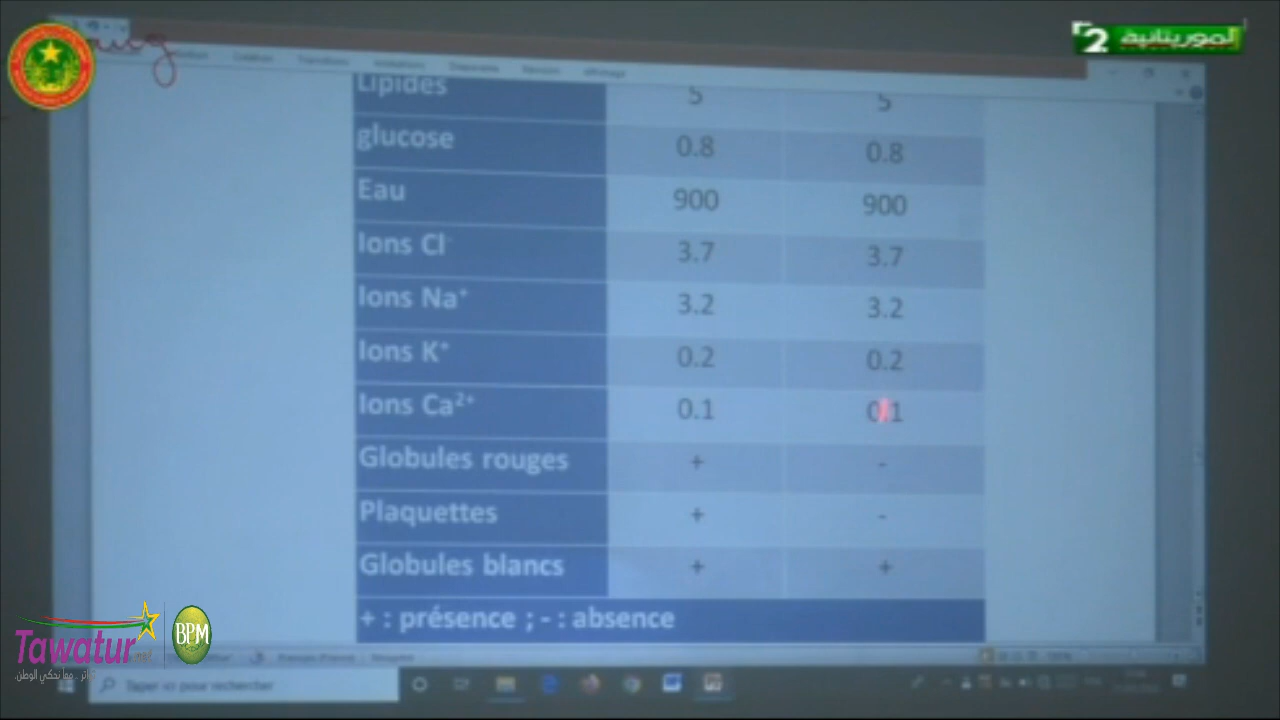 2 الموريتانية
Lipides 5 5
glucose 0.8 0.8
Eau 900 900
Ions Cl⁻ 3.7 3.7
Ions Na⁺ 3.2 3.2
Ions K⁺ 0.2 0.2
Ions Ca²⁺ 0.1 0.1
Globules rouges + -
Plaquettes + -
Globules blancs + +
+ : présence ; - : absence
Tawatur.net
BPM
Taper ici pour rechercher